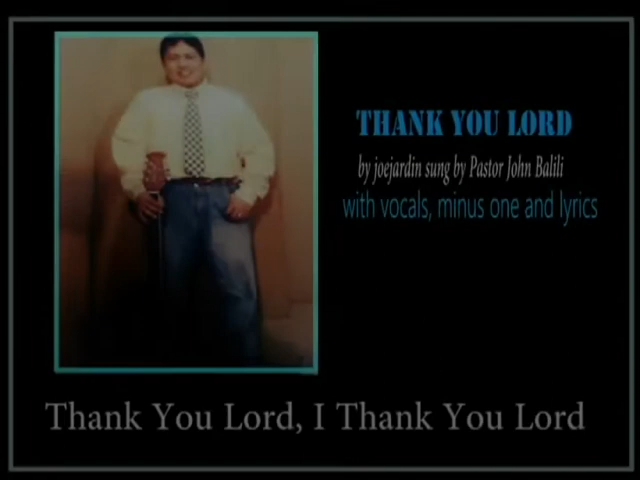 THANK YOU LORD
by joejardin sung by Pastor John Balili
with vocals, minus one and lyrics
Thank You Lord, I Thank You Lord